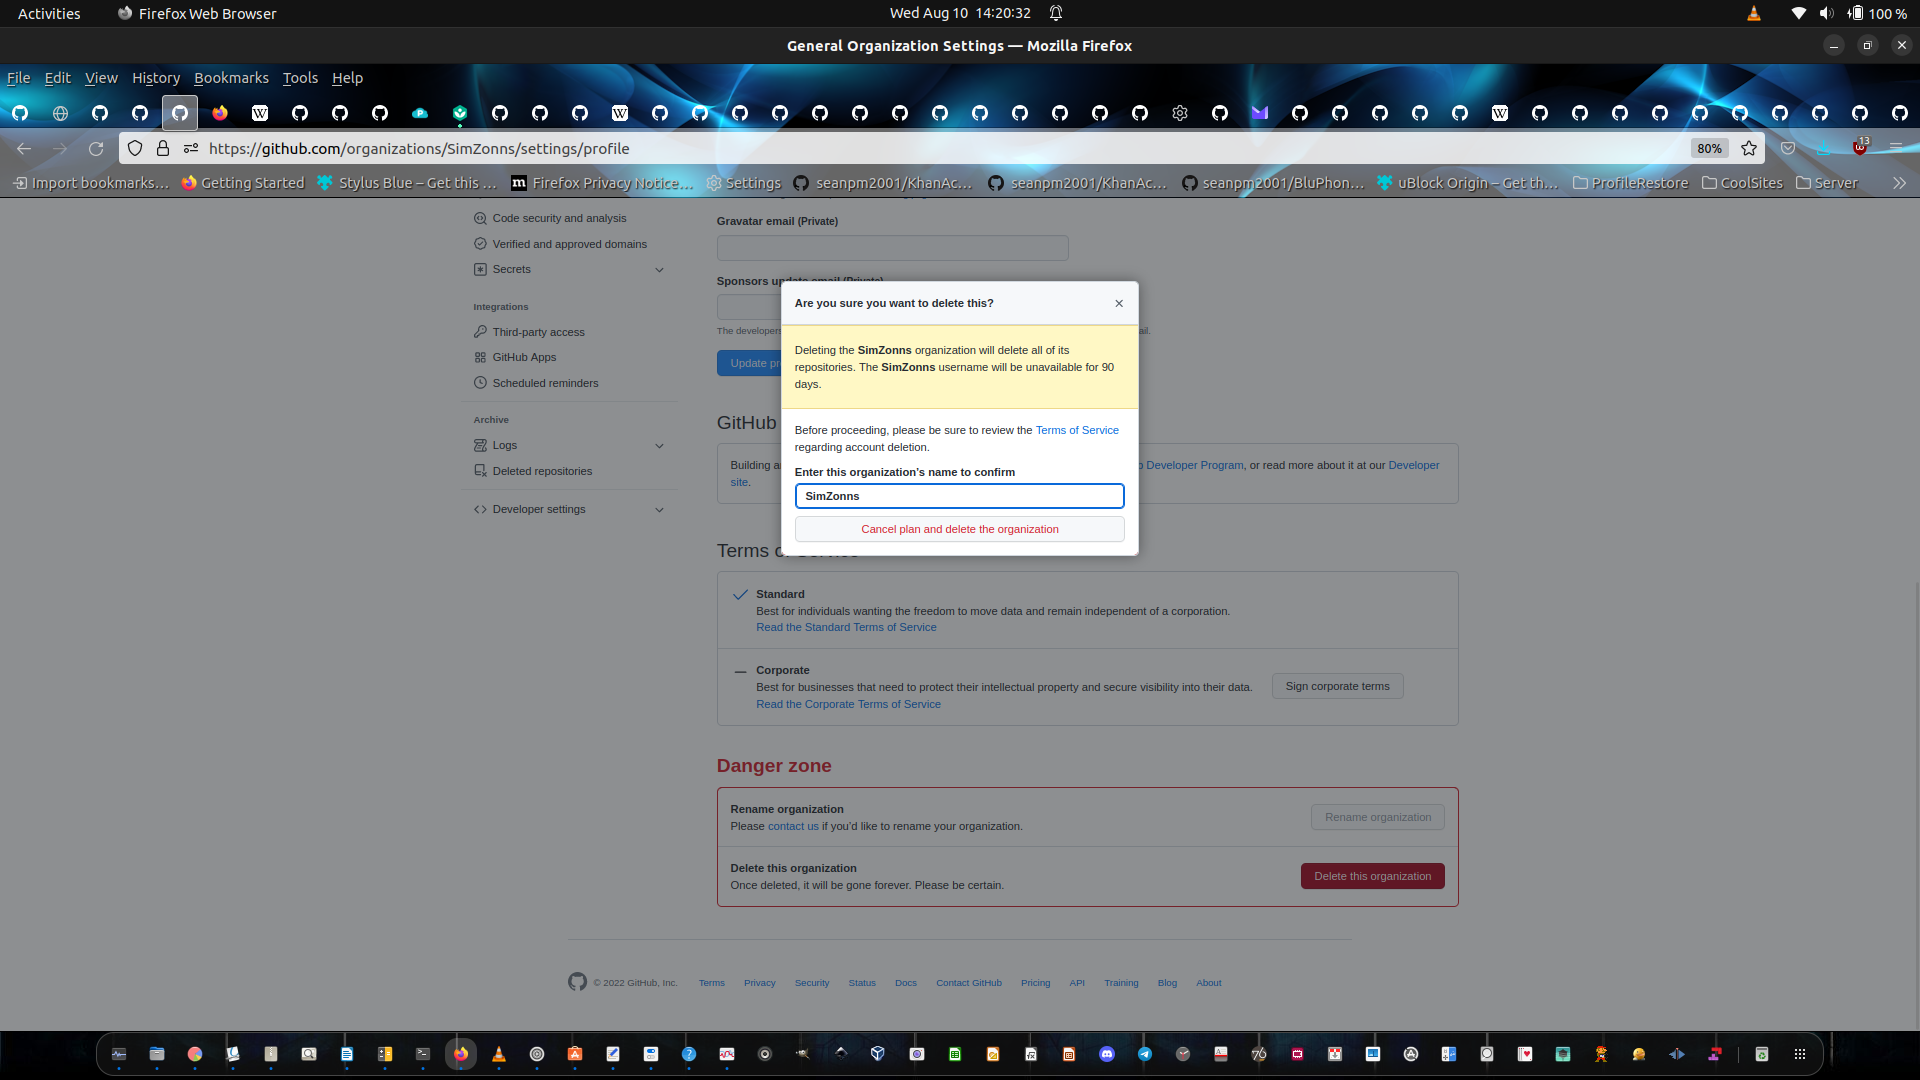 Activities
Firefox Web Browser
Wed Aug 10 14:20:32
100 %
General Organization Settings — Mozilla Firefox
File Edit View History Bookmarks Tools Help
https://github.com/organizations/SimZonns/settings/profile
80%
13
Import bookmarks…
Getting Started
Stylus Blue – Get this …
Firefox Privacy Notice…
Settings
seanpm2001/KhanAc…
seanpm2001/KhanAc…
seanpm2001/BluPhon…
uBlock Origin – Get th…
ProfileRestore
CoolSites
Server
Code security and analysis
Verified and approved domains
Secrets
Integrations
Third-party access
GitHub Apps
Scheduled reminders
Archive
Logs
Deleted repositories
Developer settings
Gravatar email (Private)
Sponsors update email (Private)
The developers
ail.
Update pr
GitHub
Building a
Developer Program, or read more about it at our Developer
site.
Are you sure you want to delete this?
Deleting the SimZonns organization will delete all of its
repositories. The SimZonns username will be unavailable for 90
days.
Before proceeding, please be sure to review the Terms of Service
regarding account deletion.
Enter this organization's name to confirm
SimZonns
Cancel plan and delete the organization
Terms of Service
Standard
Best for individuals wanting the freedom to move data and remain independent of a corporation.
Read the Standard Terms of Service
Corporate
Best for businesses that need to protect their intellectual property and secure visibility into their data.
Read the Corporate Terms of Service
Sign corporate terms
Danger zone
Rename organization
Please contact us if you'd like to rename your organization.
Rename organization
Delete this organization
Once deleted, it will be gone forever. Please be certain.
Delete this organization
© 2022 GitHub, Inc.
Terms
Privacy
Security
Status
Docs
Contact GitHub
Pricing
API
Training
Blog
About